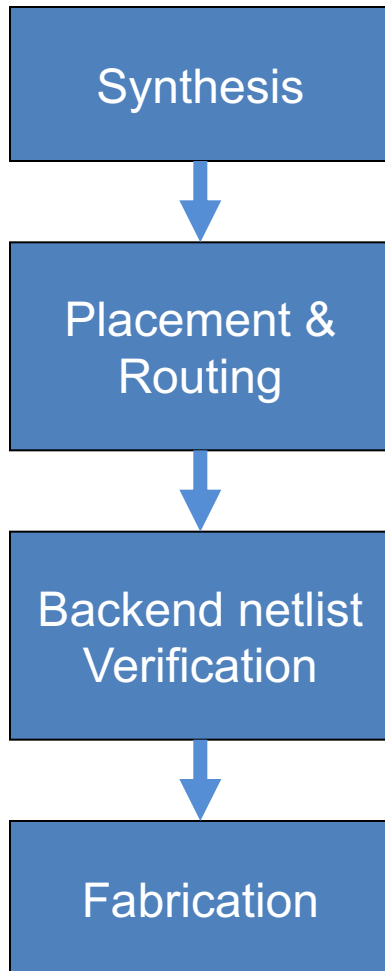 Synthesis
Placement &
Routing
Backend netlist
Verification
Fabrication